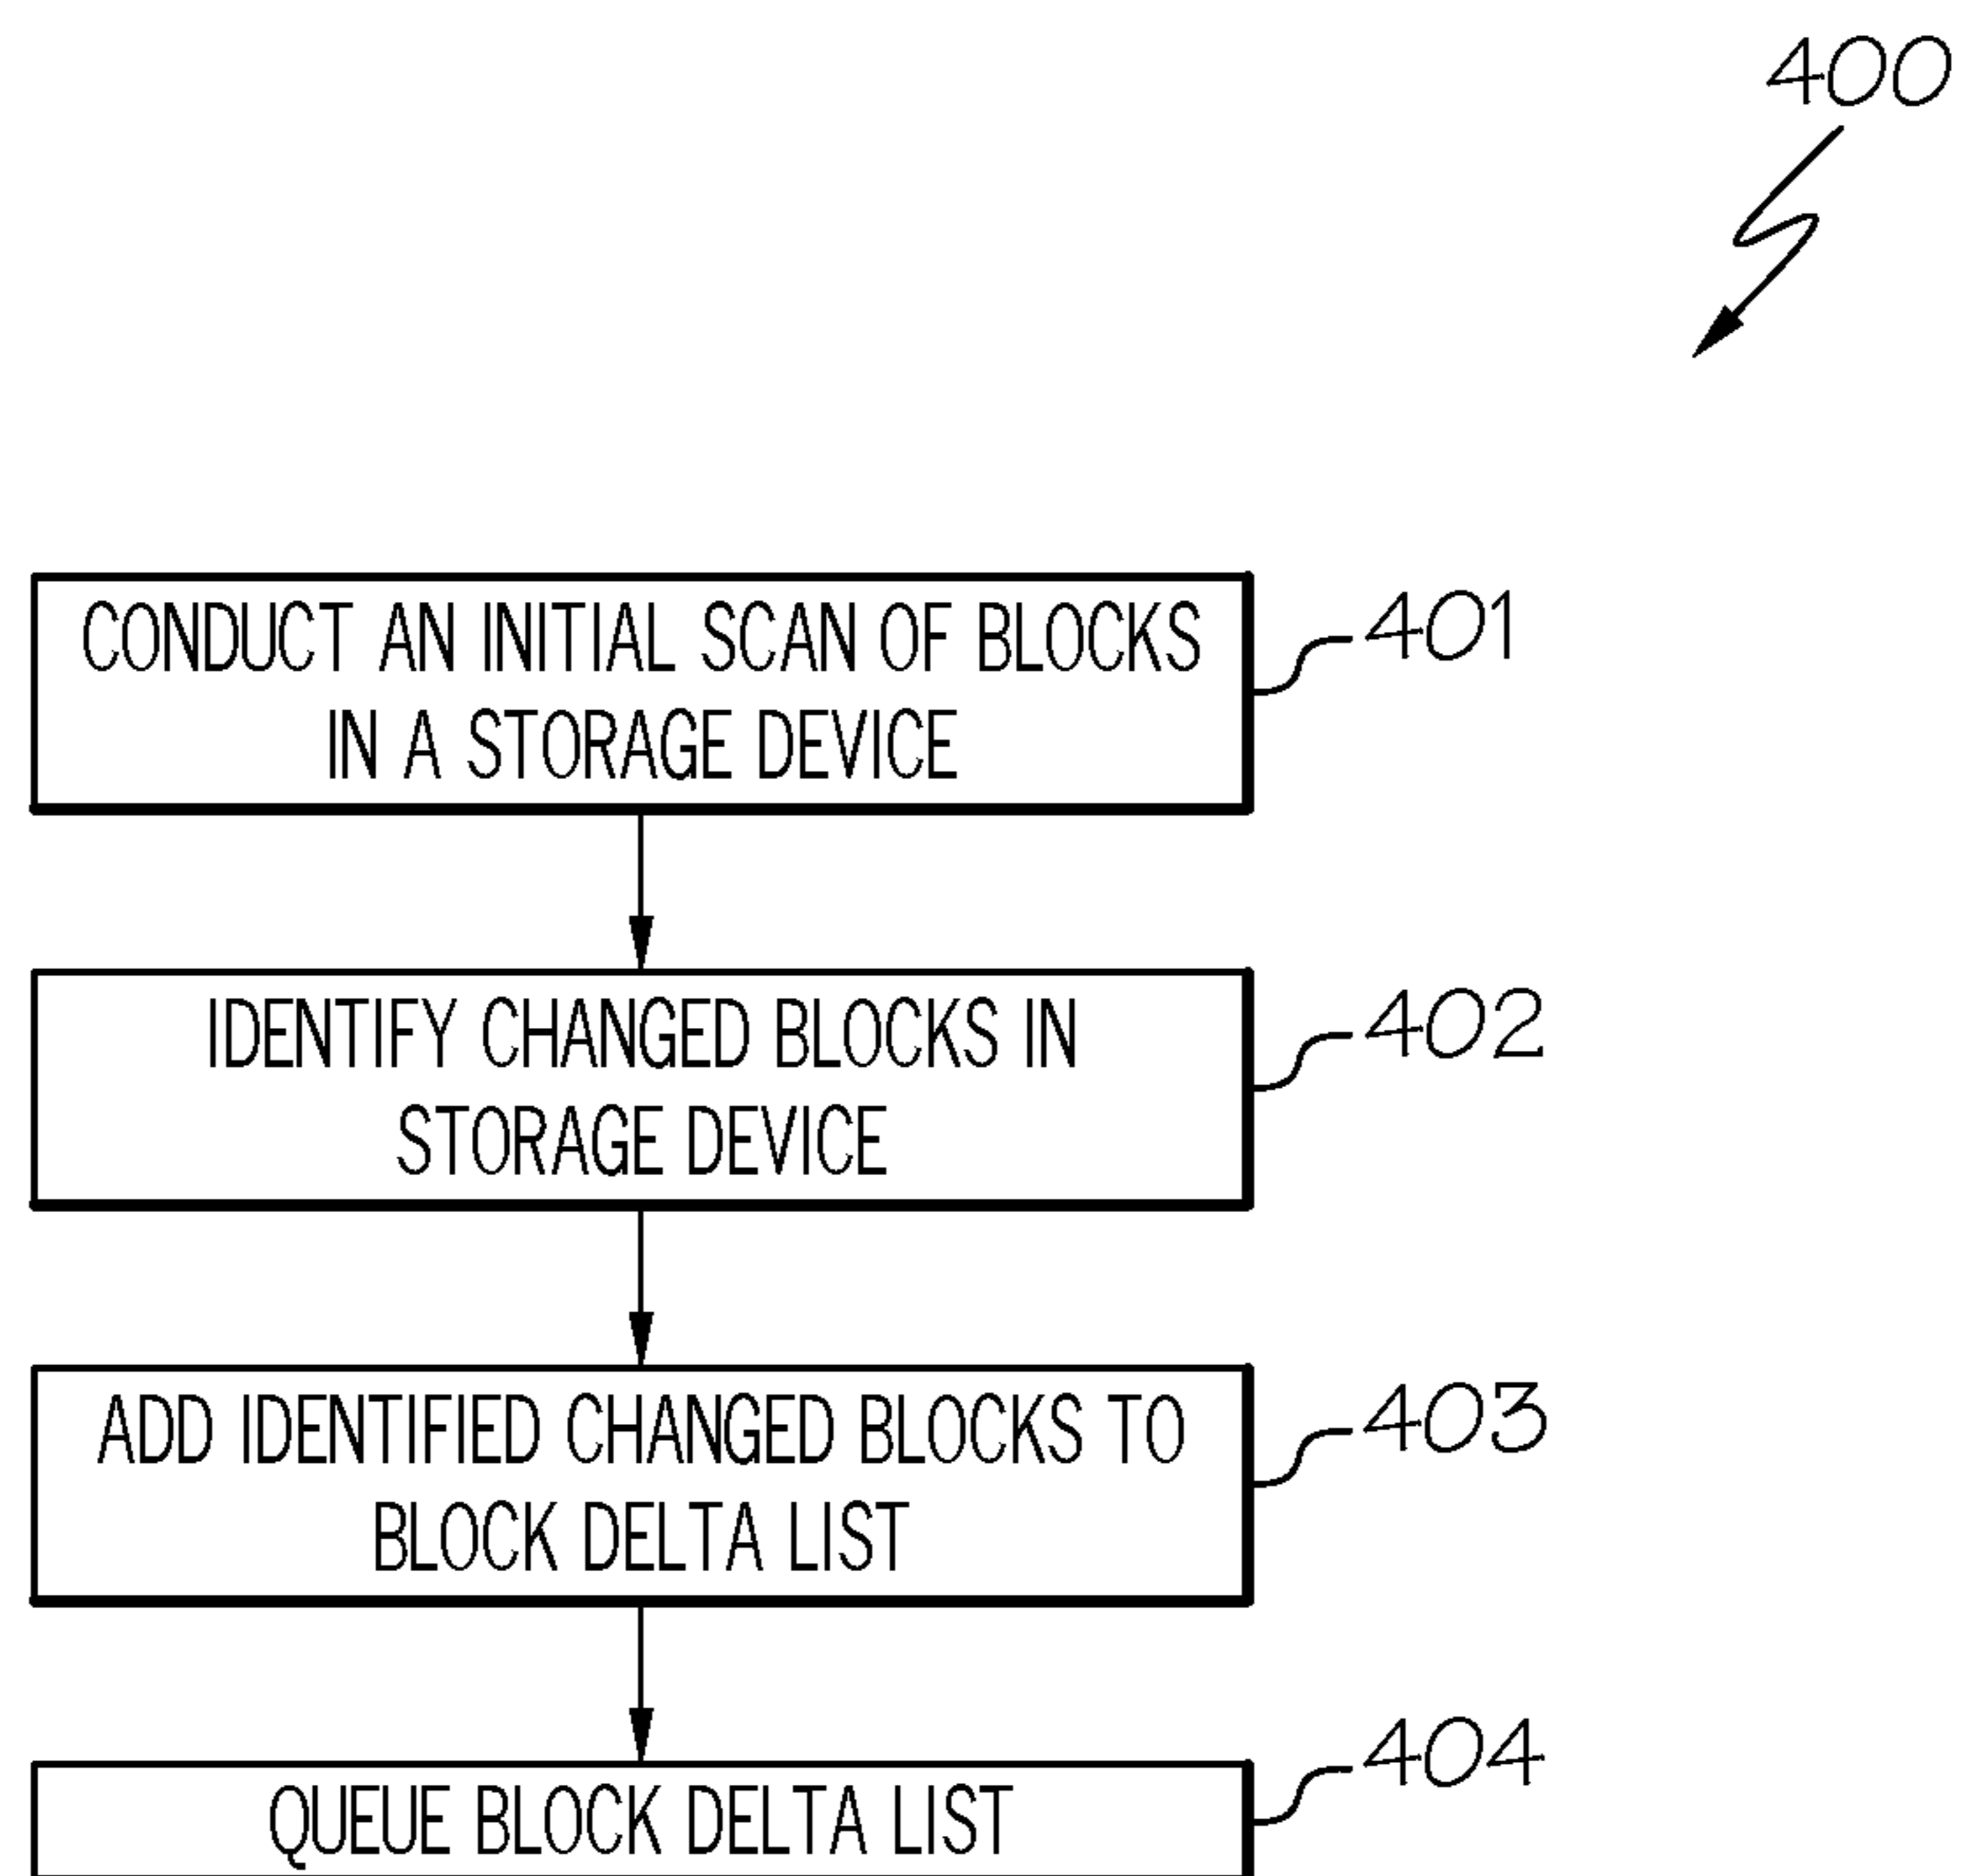 400
CONDUCT AN INITIAL SCAN OF BLOCKS
IN A STORAGE DEVICE
401
IDENTIFY CHANGED BLOCKS IN
STORAGE DEVICE
402
ADD IDENTIFIED CHANGED BLOCKS TO
BLOCK DELTA LIST
403
QUEUE BLOCK DELTA LIST
404